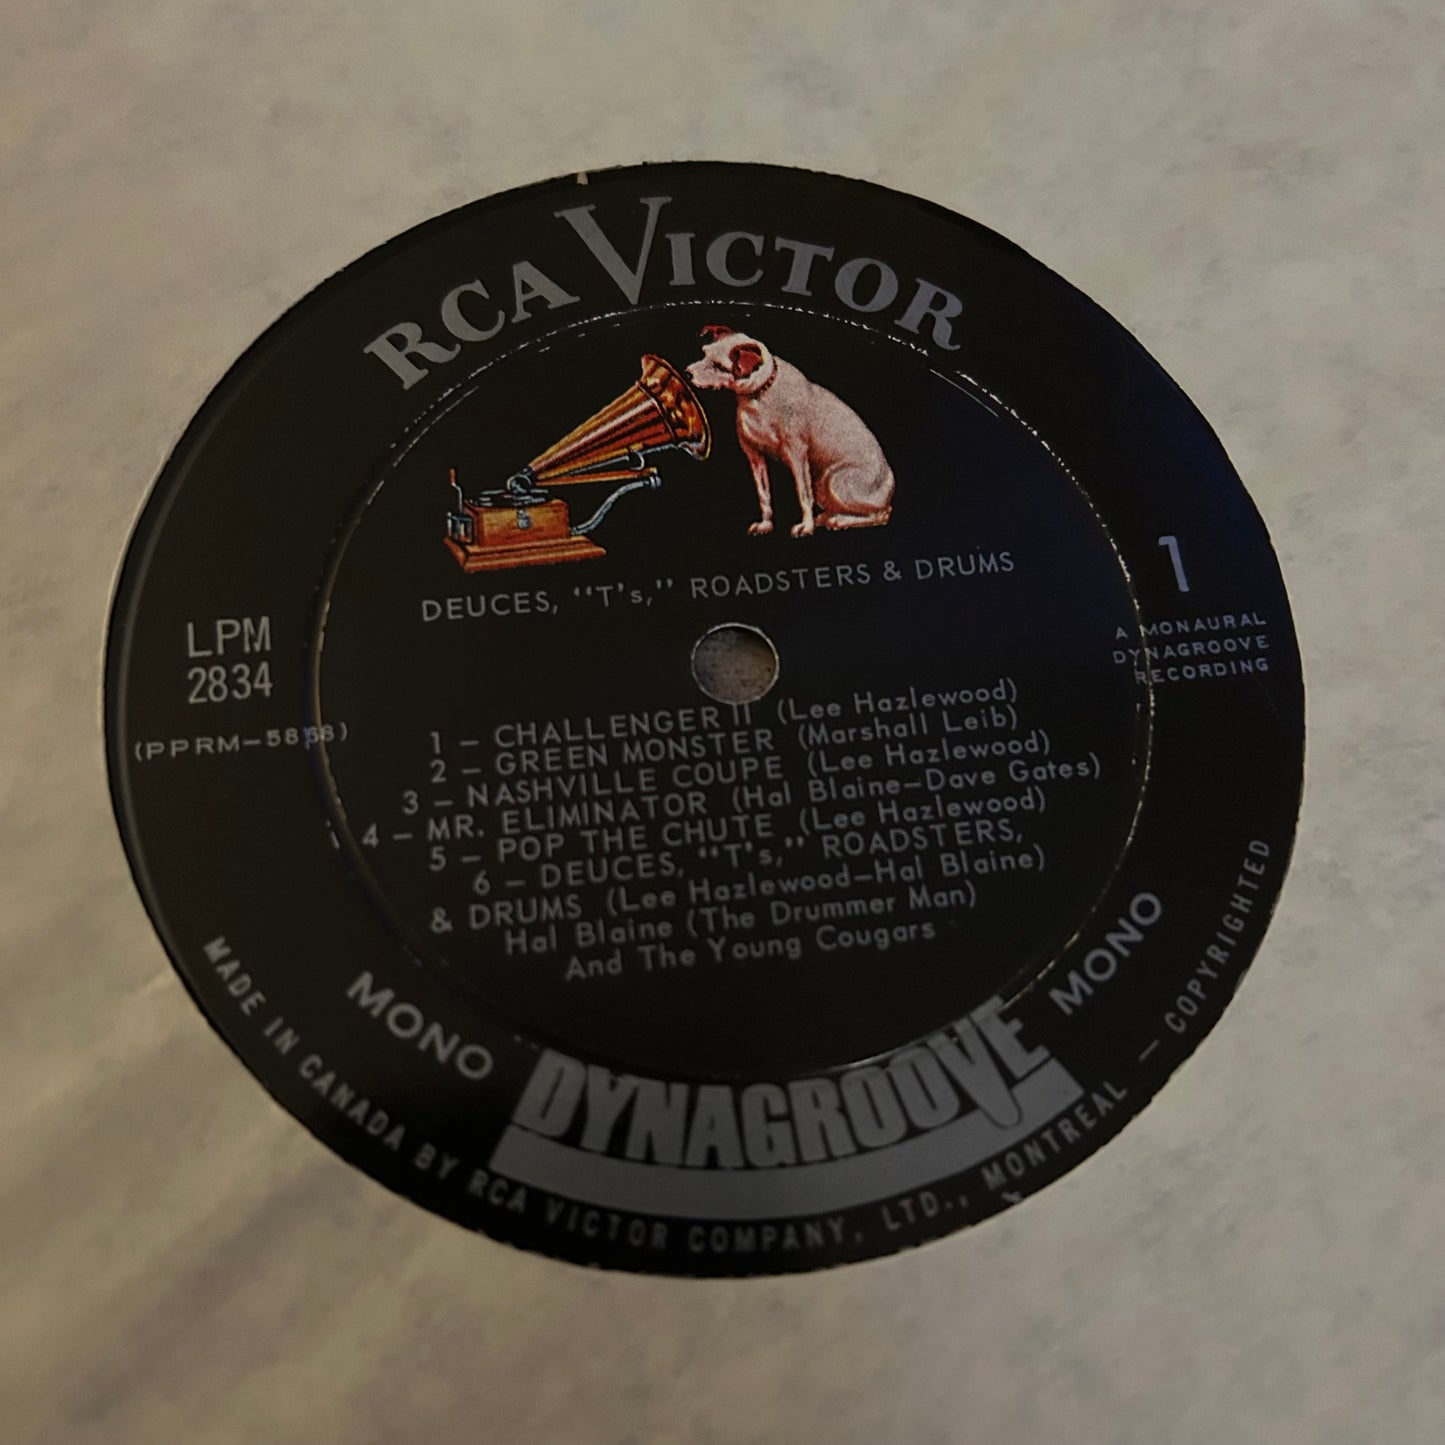 RCA VICTOR
DEUCES, "T's," ROADSTERS & DRUMS
1
A MONAURAL
DYNAGROOVE
RECORDING
LPM
2834
1 – CHALLENGER II (Lee Hazlewood)
2 – GREEN MONSTER (Marshall Leib)
3 – NASHVILLE COUPE (Lee Hazlewood)
4 – MR. ELIMINATOR (Hal Blaine–Dave Gates)
5 – POP THE CHUTE (Lee Hazlewood)
6 – DEUCES, "T's," ROADSTERS,
& DRUMS (Lee Hazlewood–Hal Blaine)
Hal Blaine (The Drummer Man)
And The Young Cougars
MONO
DYNAGROOVE
MONO
MADE IN CANADA BY RCA VICTOR COMPANY, LTD., MONTREAL – COPYRIGHTED